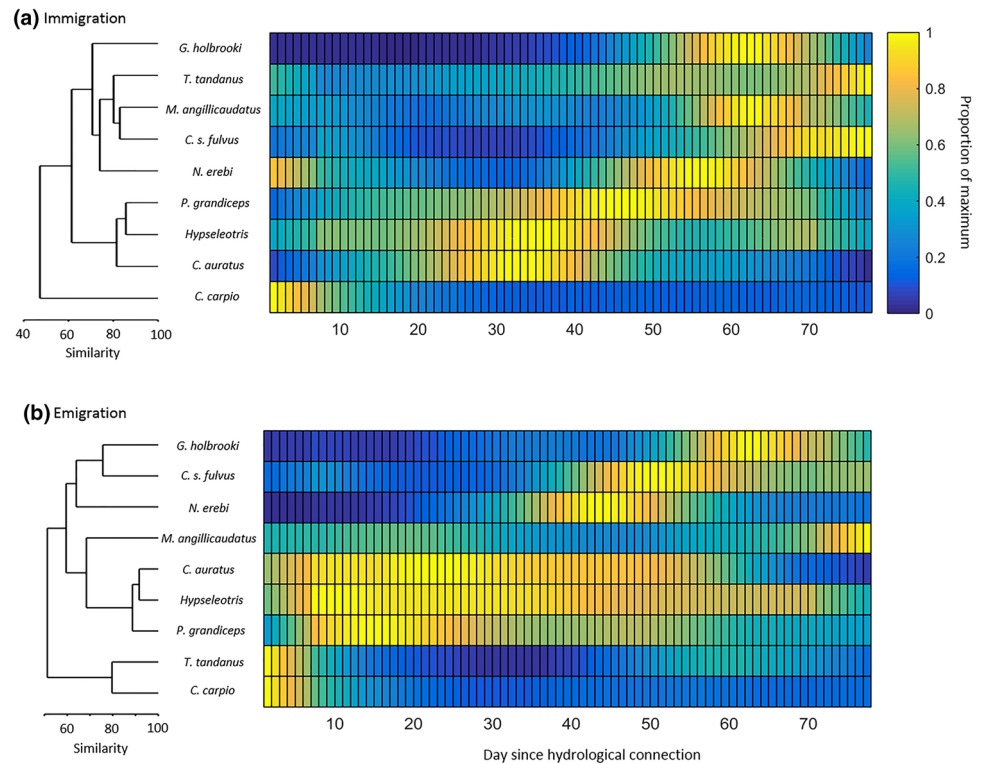 (a) Immigration
G. holbrooki
T. tandanus
M. angillicaudatus
C. s. fulvus
N. erebi
P. grandiceps
Hypseleotris
C. auratus
C. carpio
40 60 80 100
Similarity
10 20 30 40 50 60 70
1
0.8
0.6
0.4
0.2
0
Proportion of maximum
(b) Emigration
G. holbrooki
C. s. fulvus
N. erebi
M. angillicaudatus
C. auratus
Hypseleotris
P. grandiceps
T. tandanus
C. carpio
60 80 100
Similarity
10 20 30 40 50 60 70
Day since hydrological connection